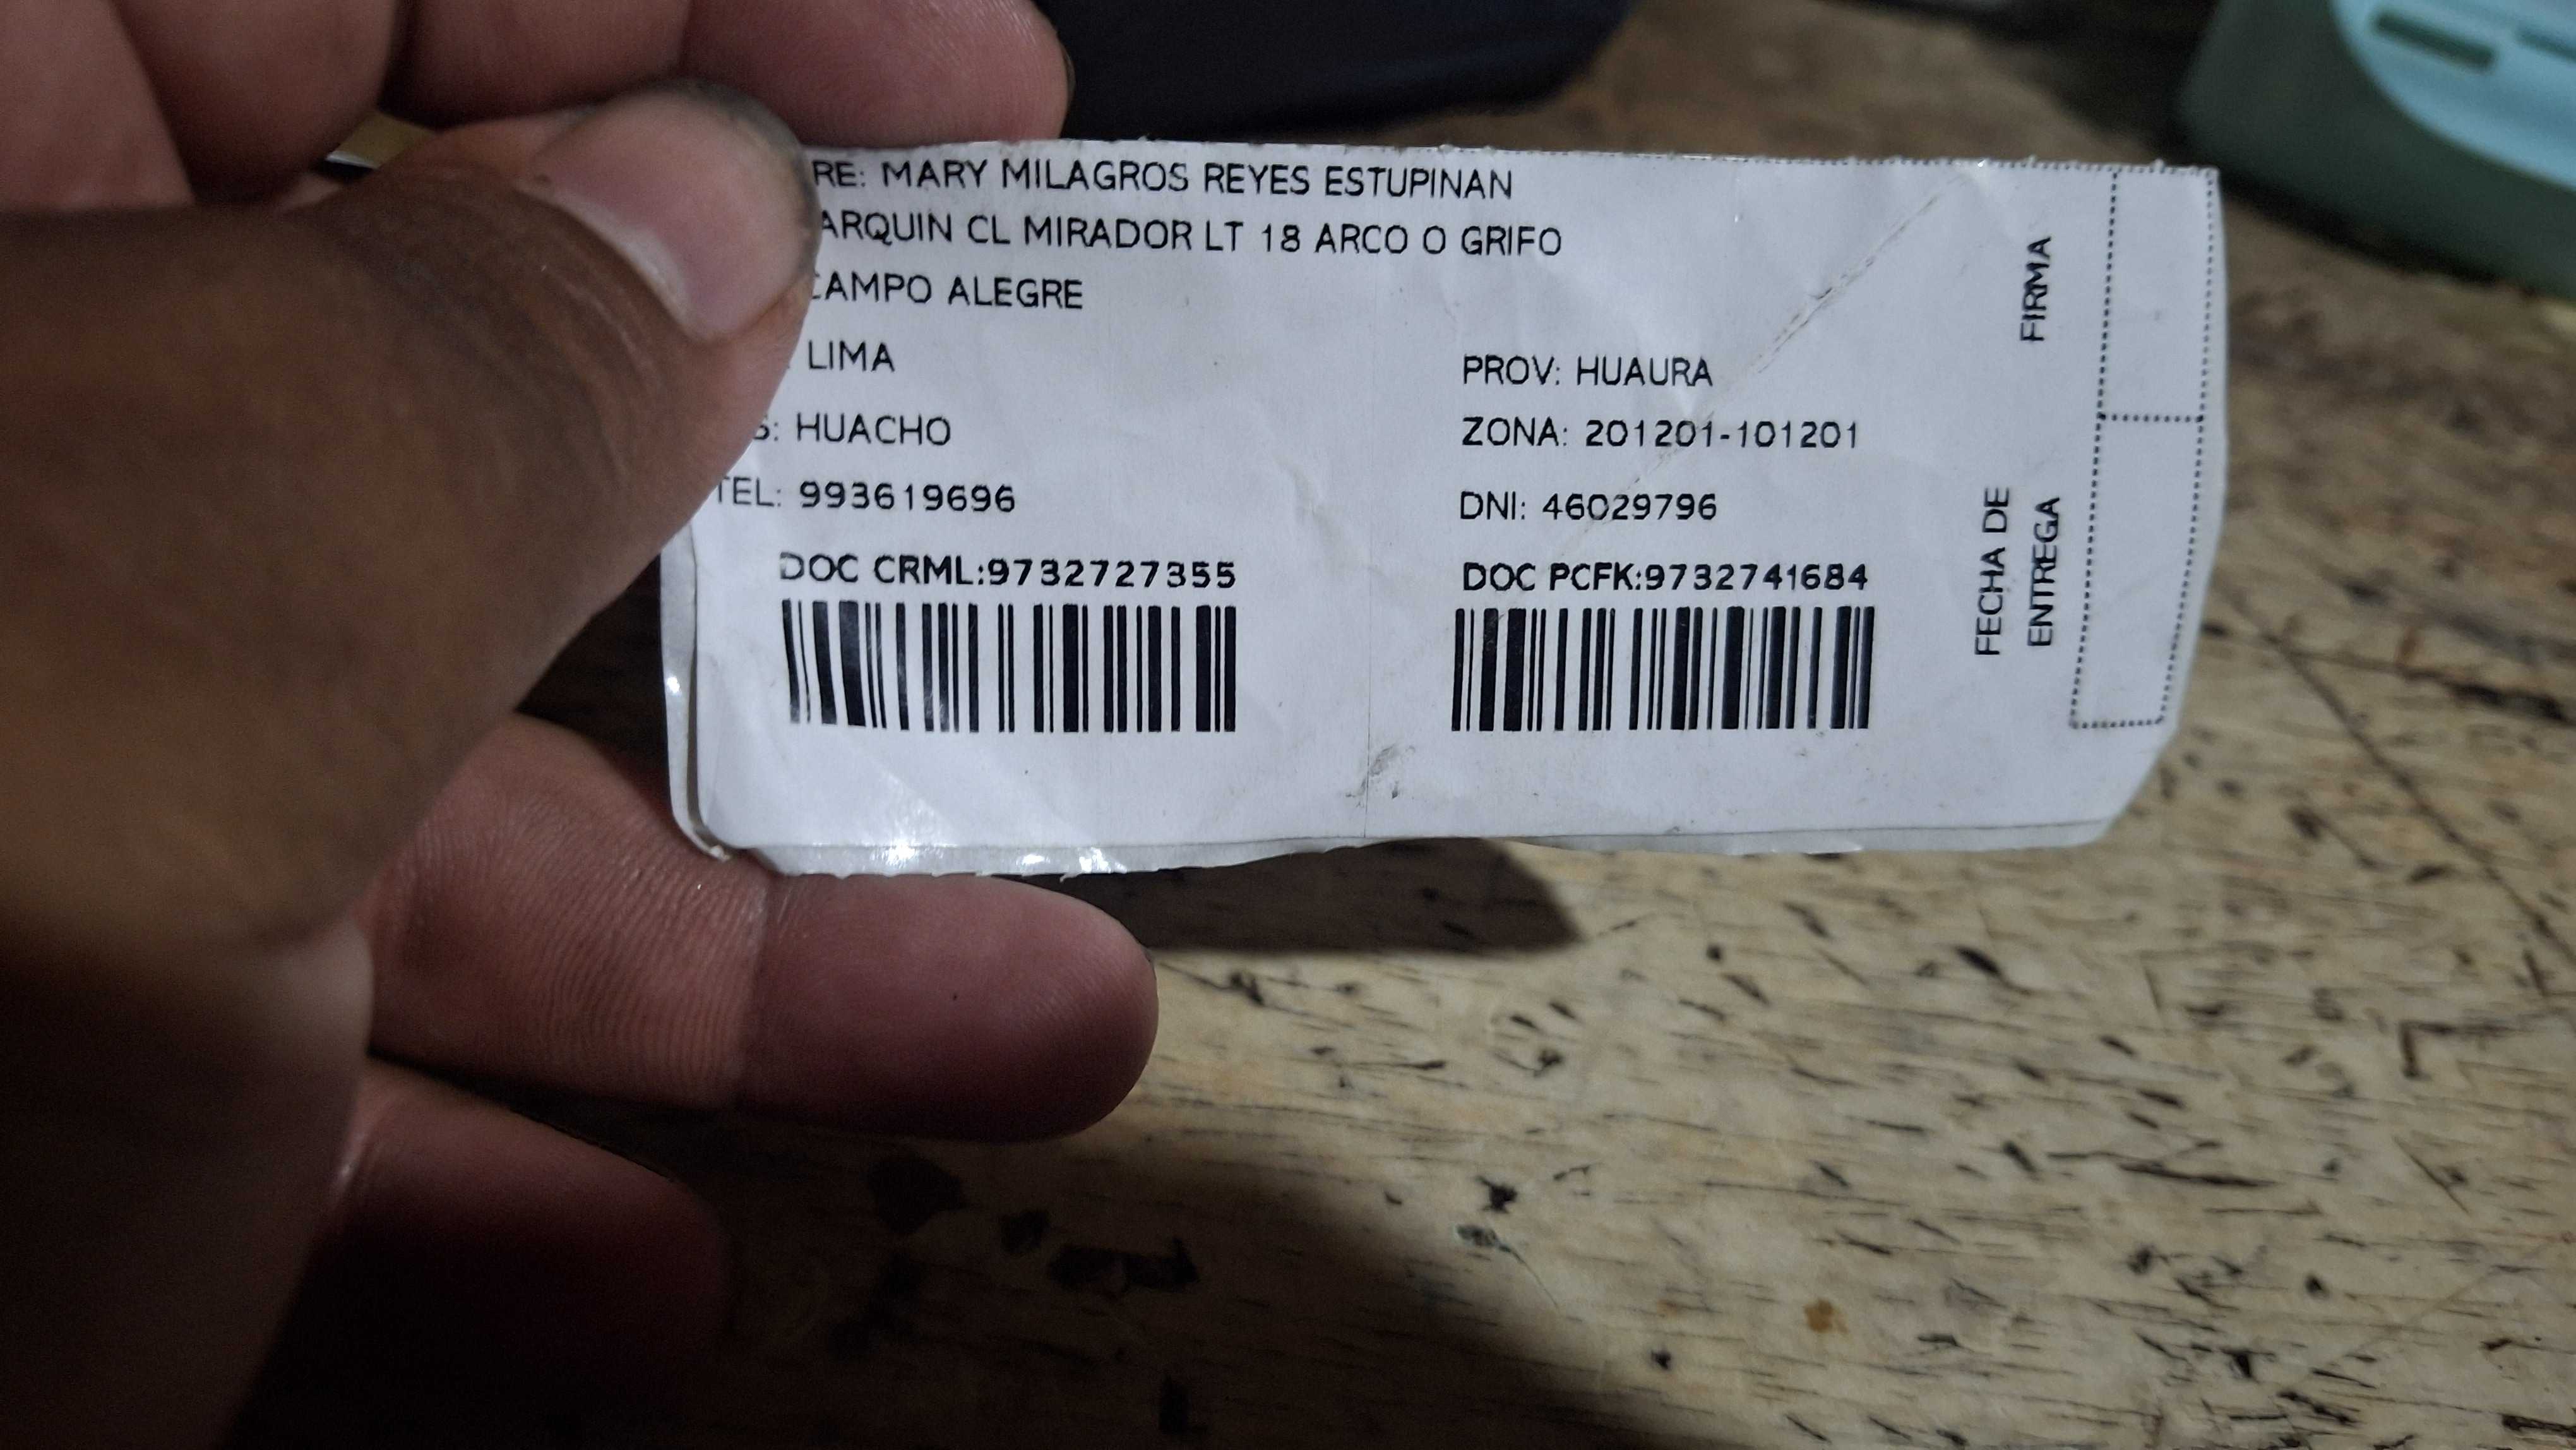 RE: MARY MILAGROS REYES ESTUPINAN
ARQUIN CL MIRADOR LT 18 ARCO O GRIFO
CAMPO ALEGRE
: LIMA
S: HUACHO
TEL: 993619696
DOC CRML:9732727355
PROV: HUAURA
ZONA: 201201-101201
DNI: 46029796
DOC PCFK:9732741684
FIRMA
FECHA DE
ENTREGA